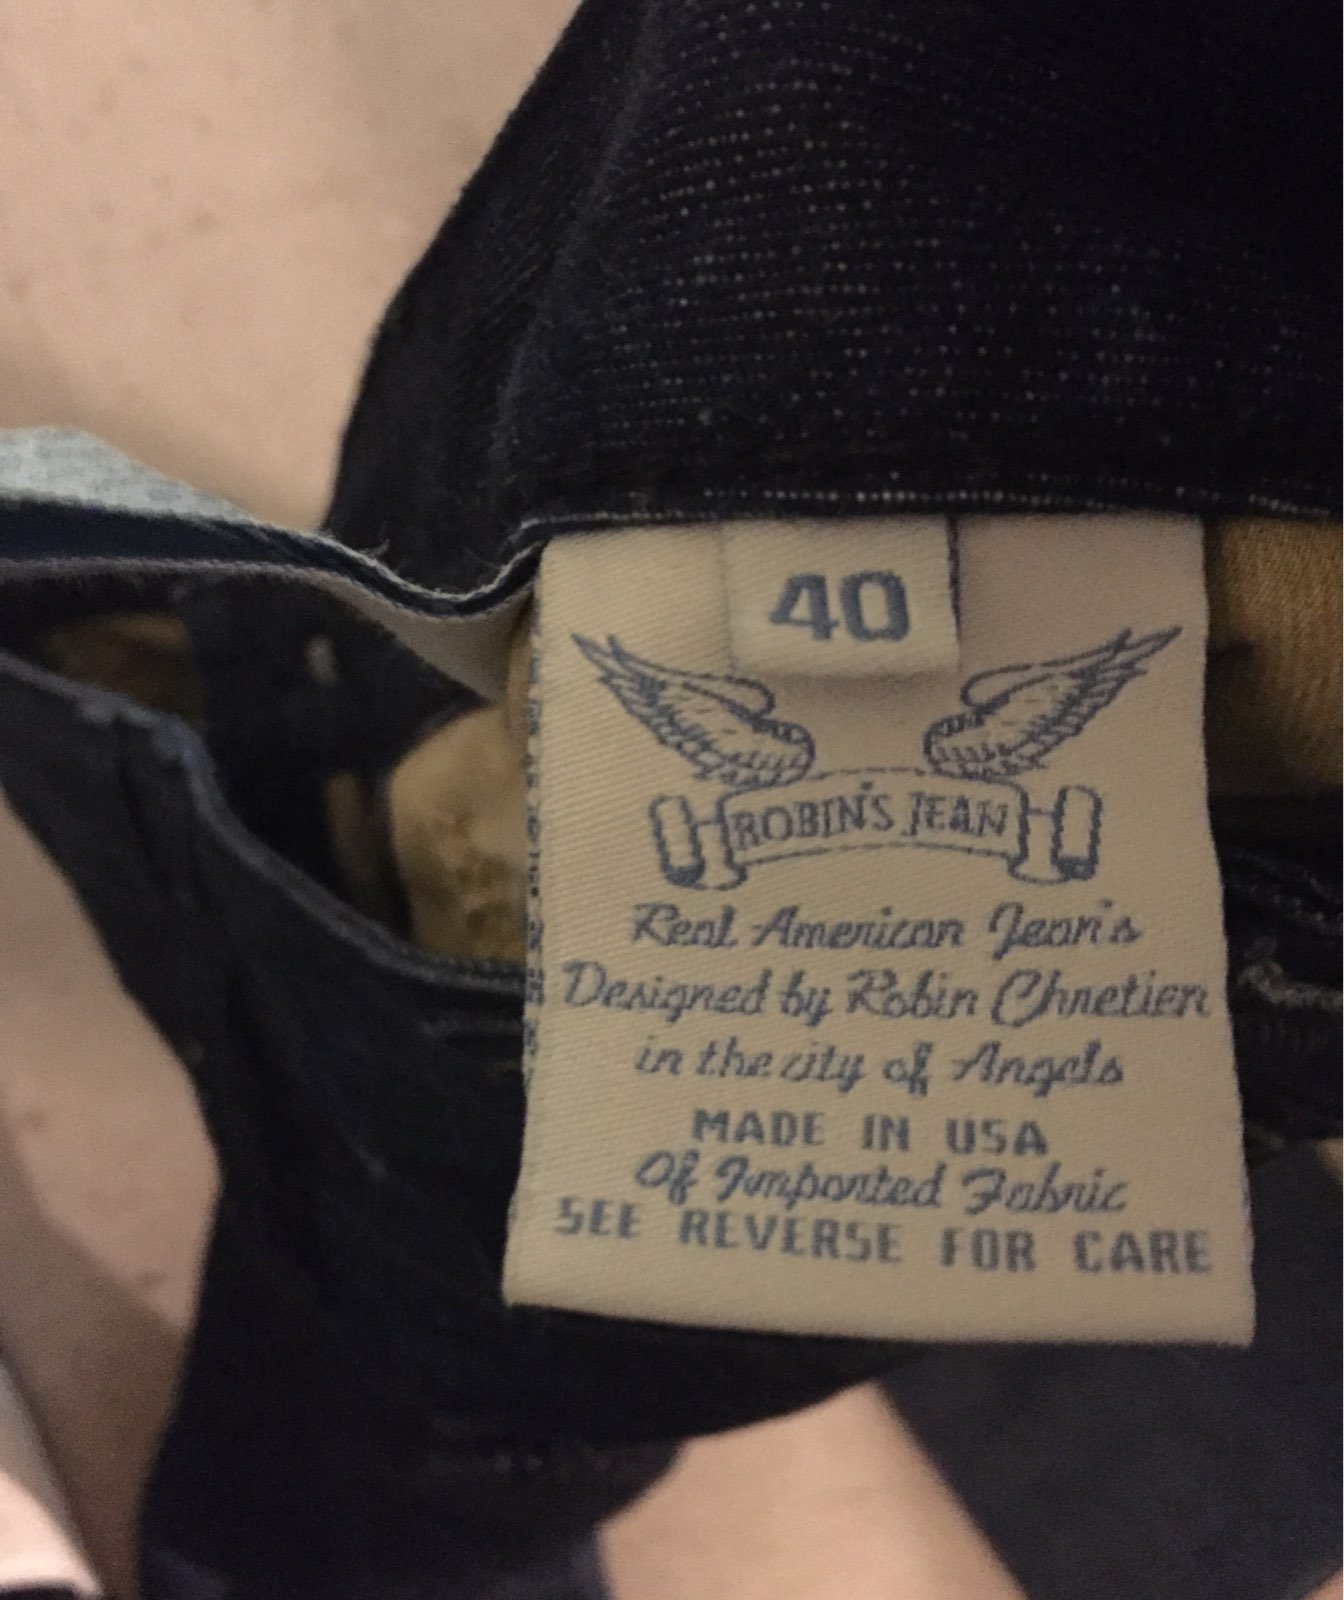 40
ROBIN'S JEAN
Real American Jean's
Designed by Robin Chretien
in the city of Angels
MADE IN USA
Of Imported Fabric
SEE REVERSE FOR CARE